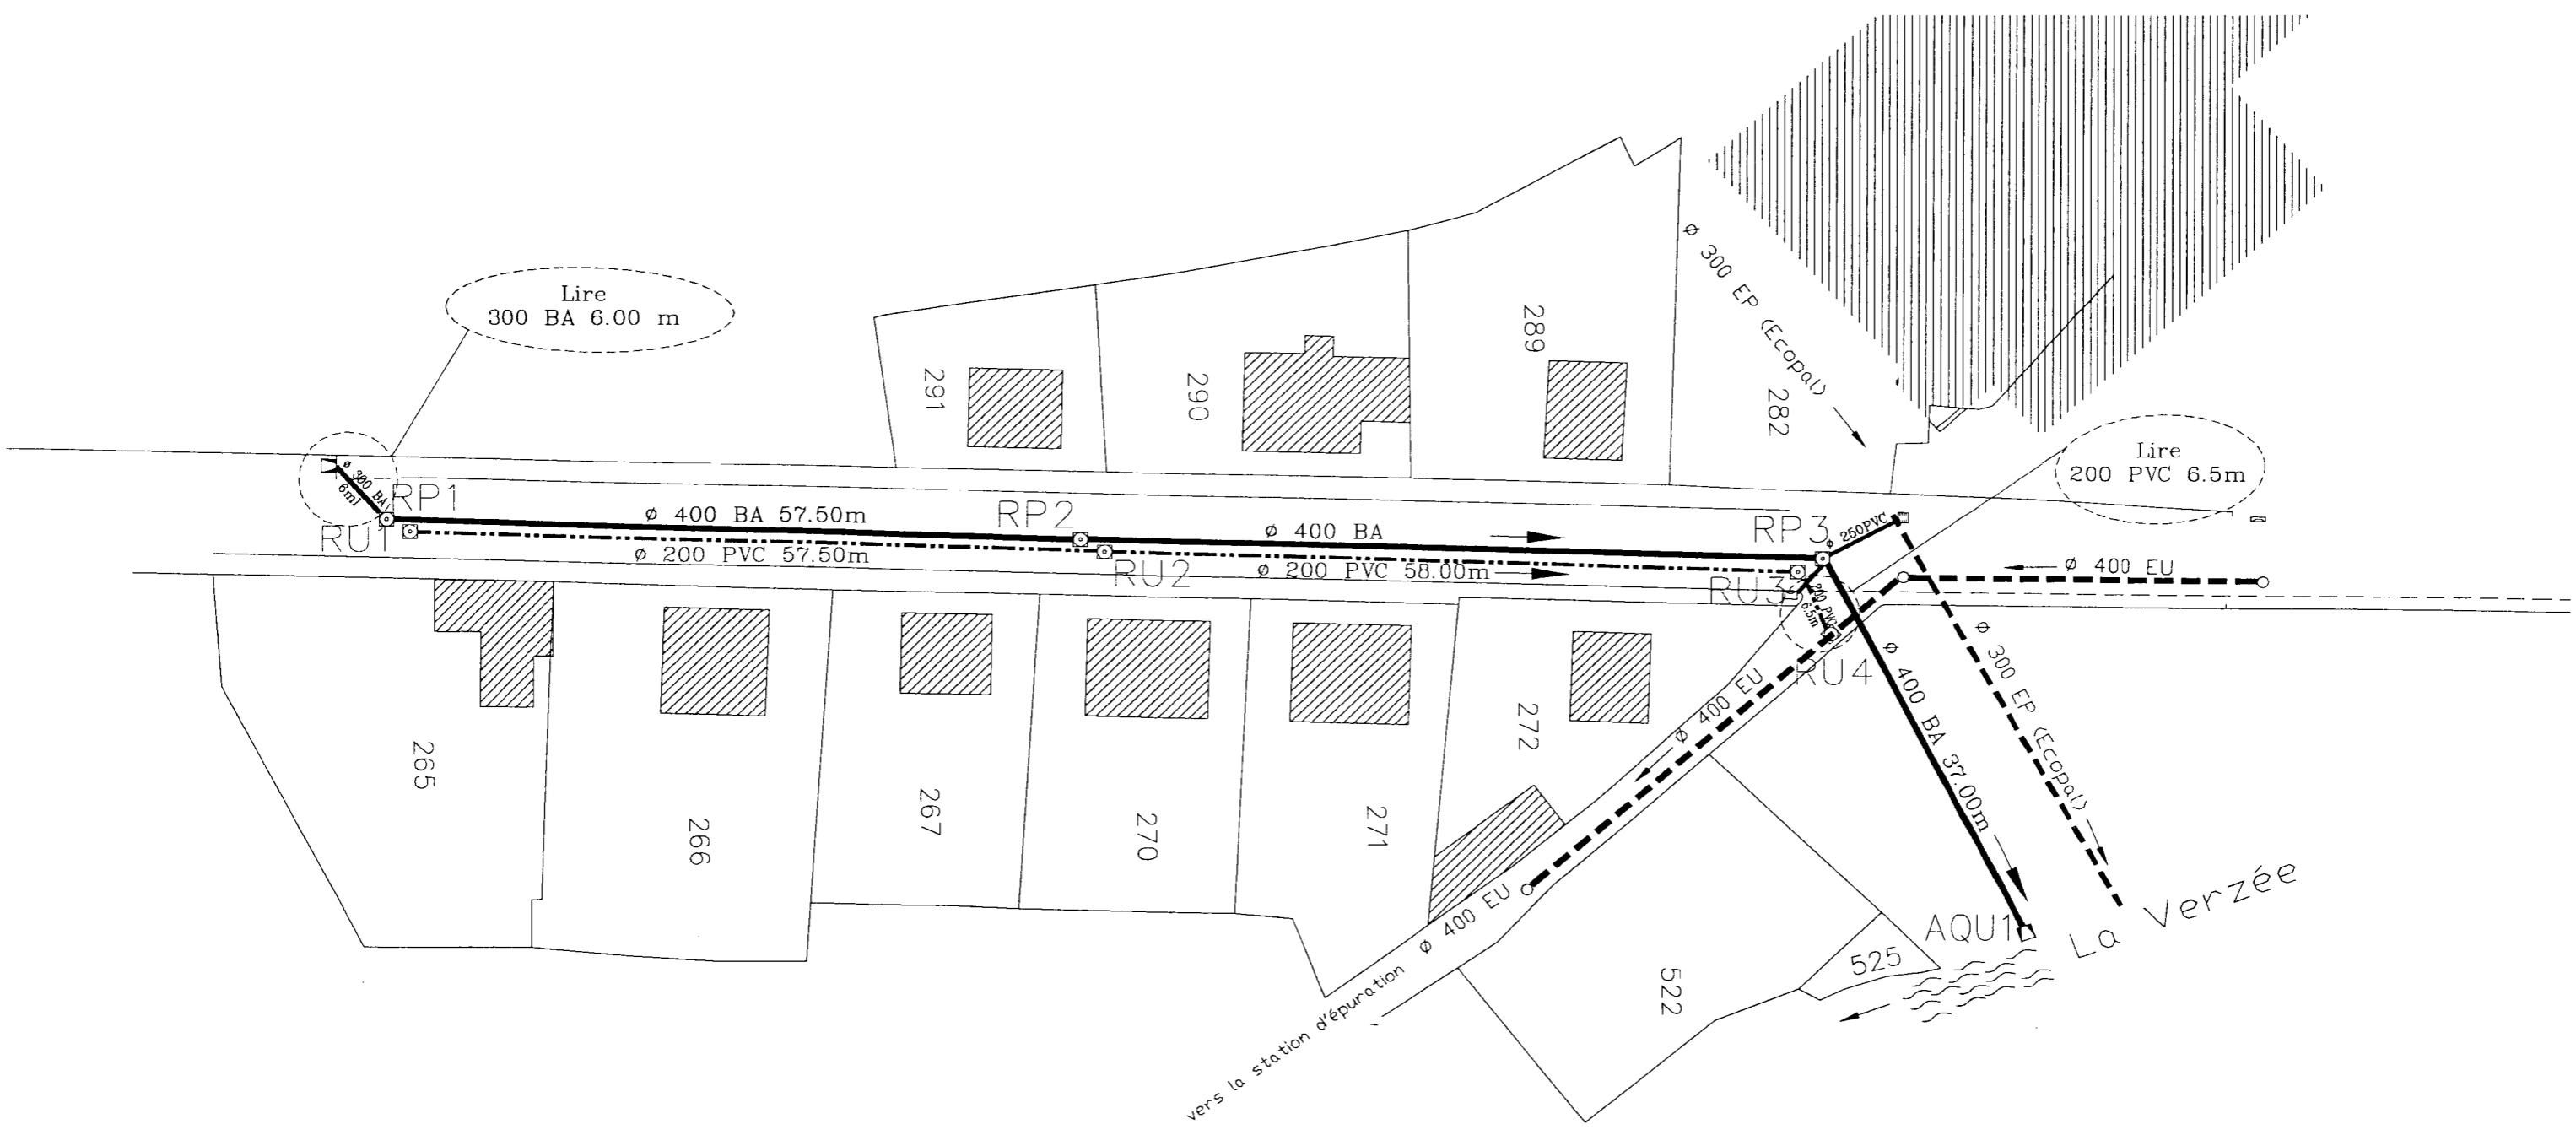 Lire
300 BA 6.00 m
ø 300 EP (Ecopal)
289
291
290
282
Lire
200 PVC 6.5m
ø 300 BA
6ml
RP1
RU1
ø 400 BA 57.50m
ø 200 PVC 57.50m
RP2
RU2
ø 400 BA
ø 200 PVC 58.00m
RP3
RU3
ø 250PVC
200 PVC
6.5m
RU4
ø 400 EU
ø 400 EU
ø 400 BA 37.00m
ø 300 EP (Ecopal)
265
266
267
270
271
272
ø 400 EU
vers la station d'épuration
522
525
AQU1
La Verzée